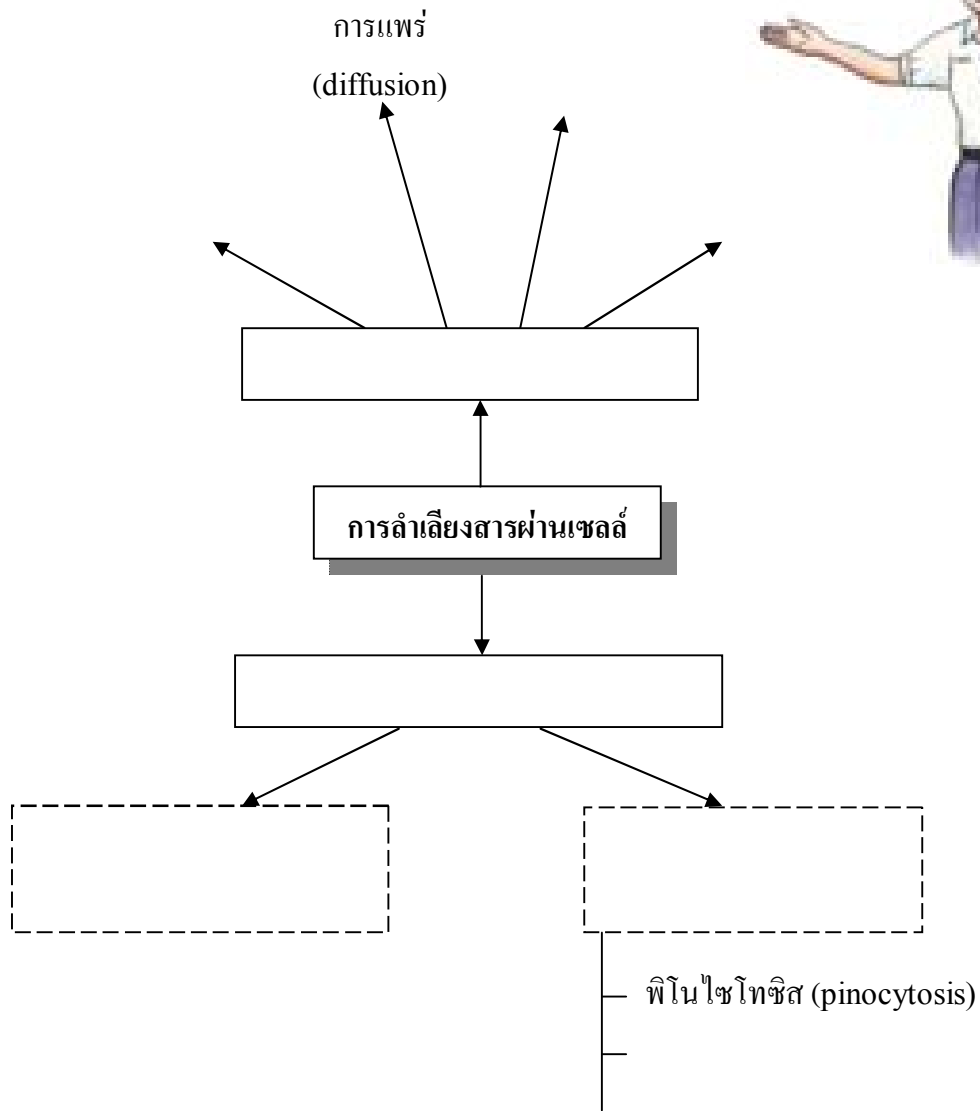 การแพร่
(diffusion)
การลำเลียงสารผ่านเซลล์
พิโนไซโทซิส (pinocytosis)